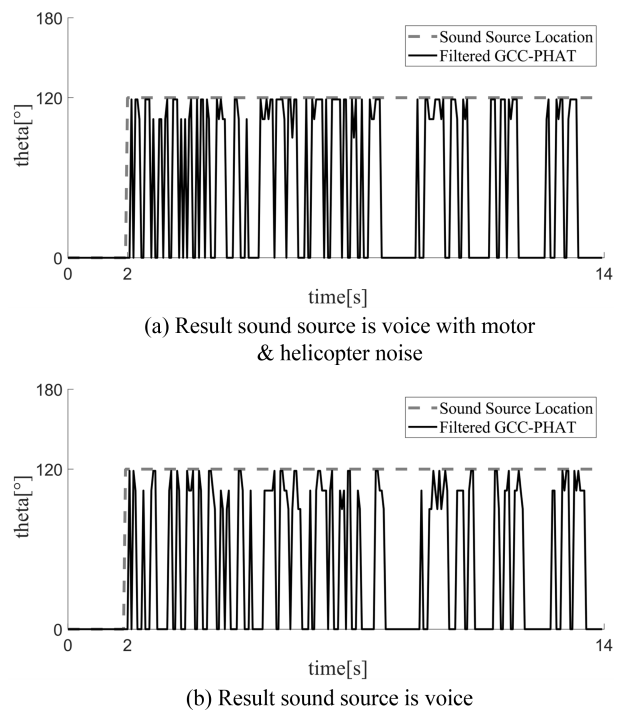 180
Sound Source Location
Filtered GCC-PHAT
120
theta[°]
0
0
2
14
time[s]
(a) Result sound source is voice with motor
& helicopter noise
180
Sound Source Location
Filtered GCC-PHAT
120
theta[°]
0
0
2
14
time[s]
(b) Result sound source is voice